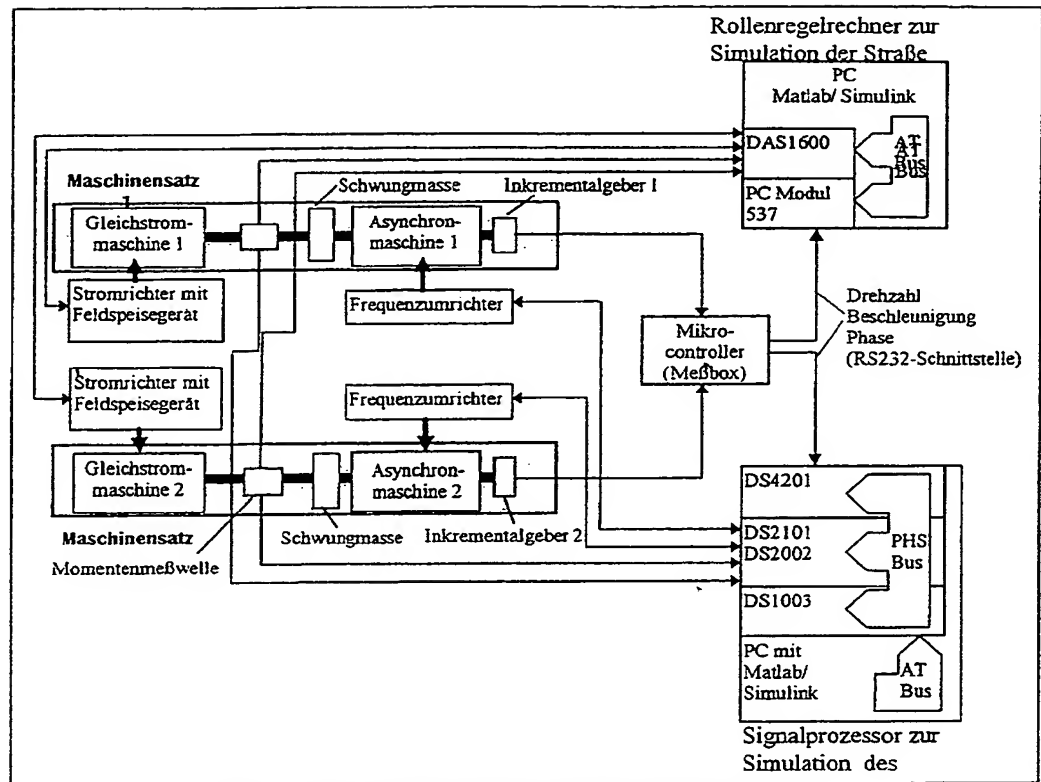 Rollenregelrechner zur
Simulation der Straße
PC
Matlab/ Simulink
DAS1600
AT
Bus
AT
Bus
PC Modul
537
Maschinensatz
1
Schwungmasse
Inkrementalgeber 1
Gleichstrom-
maschine 1
Asynchron-
maschine 1
Stromrichter mit
Feldspeisegerät
Frequenzumrichter
Mikro-
controller
(Meßbox)
Drehzahl
Beschleunigung
Phase
(RS232-Schnittstelle)
Stromrichter mit
Feldspeisegerät
Frequenzumrichter
Gleichstrom-
maschine 2
Asynchron-
maschine 2
Maschinensatz
Schwungmasse
Inkrementalgeber 2
Momentenmeßwelle
DS4201
DS2101
DS2002
DS1003
PHS
Bus
PC mit
Matlab/
Simulink
AT
Bus
Signalprozessor zur
Simulation des